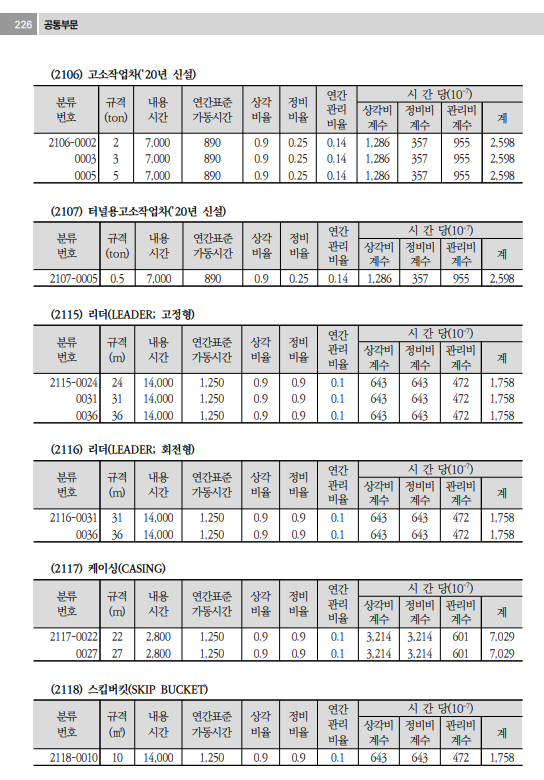 226 공통부문
(2106) 고소작업차('20년 신설)
분류 번호 규격 (ton) 내용 시간 연간표준 가동시간 상각 비율 정비 비율 연간 관리 비율 시 간 당(10⁻⁷)
상각비 계수 정비비 계수 관리비 계수 계
2106-0002 2 7,000 890 0.9 0.25 0.14 1,286 357 955 2,598
0003 3 7,000 890 0.9 0.25 0.14 1,286 357 955 2,598
0005 5 7,000 890 0.9 0.25 0.14 1,286 357 955 2,598
(2107) 터널용고소작업차('20년 신설)
분류 번호 규격 (ton) 내용 시간 연간표준 가동시간 상각 비율 정비 비율 연간 관리 비율 시 간 당(10⁻⁷)
상각비 계수 정비비 계수 관리비 계수 계
2107-0005 0.5 7,000 890 0.9 0.25 0.14 1,286 357 955 2,598
(2115) 리더(LEADER; 고정형)
분류 번호 규격 (m) 내용 시간 연간표준 가동시간 상각 비율 정비 비율 연간 관리 비율 시 간 당(10⁻⁷)
상각비 계수 정비비 계수 관리비 계수 계
2115-0024 24 14,000 1,250 0.9 0.9 0.1 643 643 472 1,758
0031 31 14,000 1,250 0.9 0.9 0.1 643 643 472 1,758
0036 36 14,000 1,250 0.9 0.9 0.1 643 643 472 1,758
(2116) 리더(LEADER; 회전형)
분류 번호 규격 (m) 내용 시간 연간표준 가동시간 상각 비율 정비 비율 연간 관리 비율 시 간 당(10⁻⁷)
상각비 계수 정비비 계수 관리비 계수 계
2116-0031 31 14,000 1,250 0.9 0.9 0.1 643 643 472 1,758
0036 36 14,000 1,250 0.9 0.9 0.1 643 643 472 1,758
(2117) 케이싱(CASING)
분류 번호 규격 (m) 내용 시간 연간표준 가동시간 상각 비율 정비 비율 연간 관리 비율 시 간 당(10⁻⁷)
상각비 계수 정비비 계수 관리비 계수 계
2117-0022 22 2,800 1,250 0.9 0.9 0.1 3,214 3,214 601 7,029
0027 27 2,800 1,250 0.9 0.9 0.1 3,214 3,214 601 7,029
(2118) 스킵버킷(SKIP BUCKET)
분류 번호 규격 (㎥) 내용 시간 연간표준 가동시간 상각 비율 정비 비율 연간 관리 비율 시 간 당(10⁻⁷)
상각비 계수 정비비 계수 관리비 계수 계
2118-0010 10 14,000 1,250 0.9 0.9 0.1 643 643 472 1,758